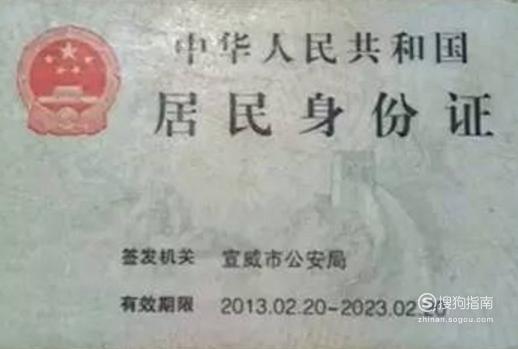 中华人民共和国
居民身份证
签发机关 宣威市公安局
有效期限 2013.02.20-2023.02.20
搜狗指南
zhinan.sogou.com